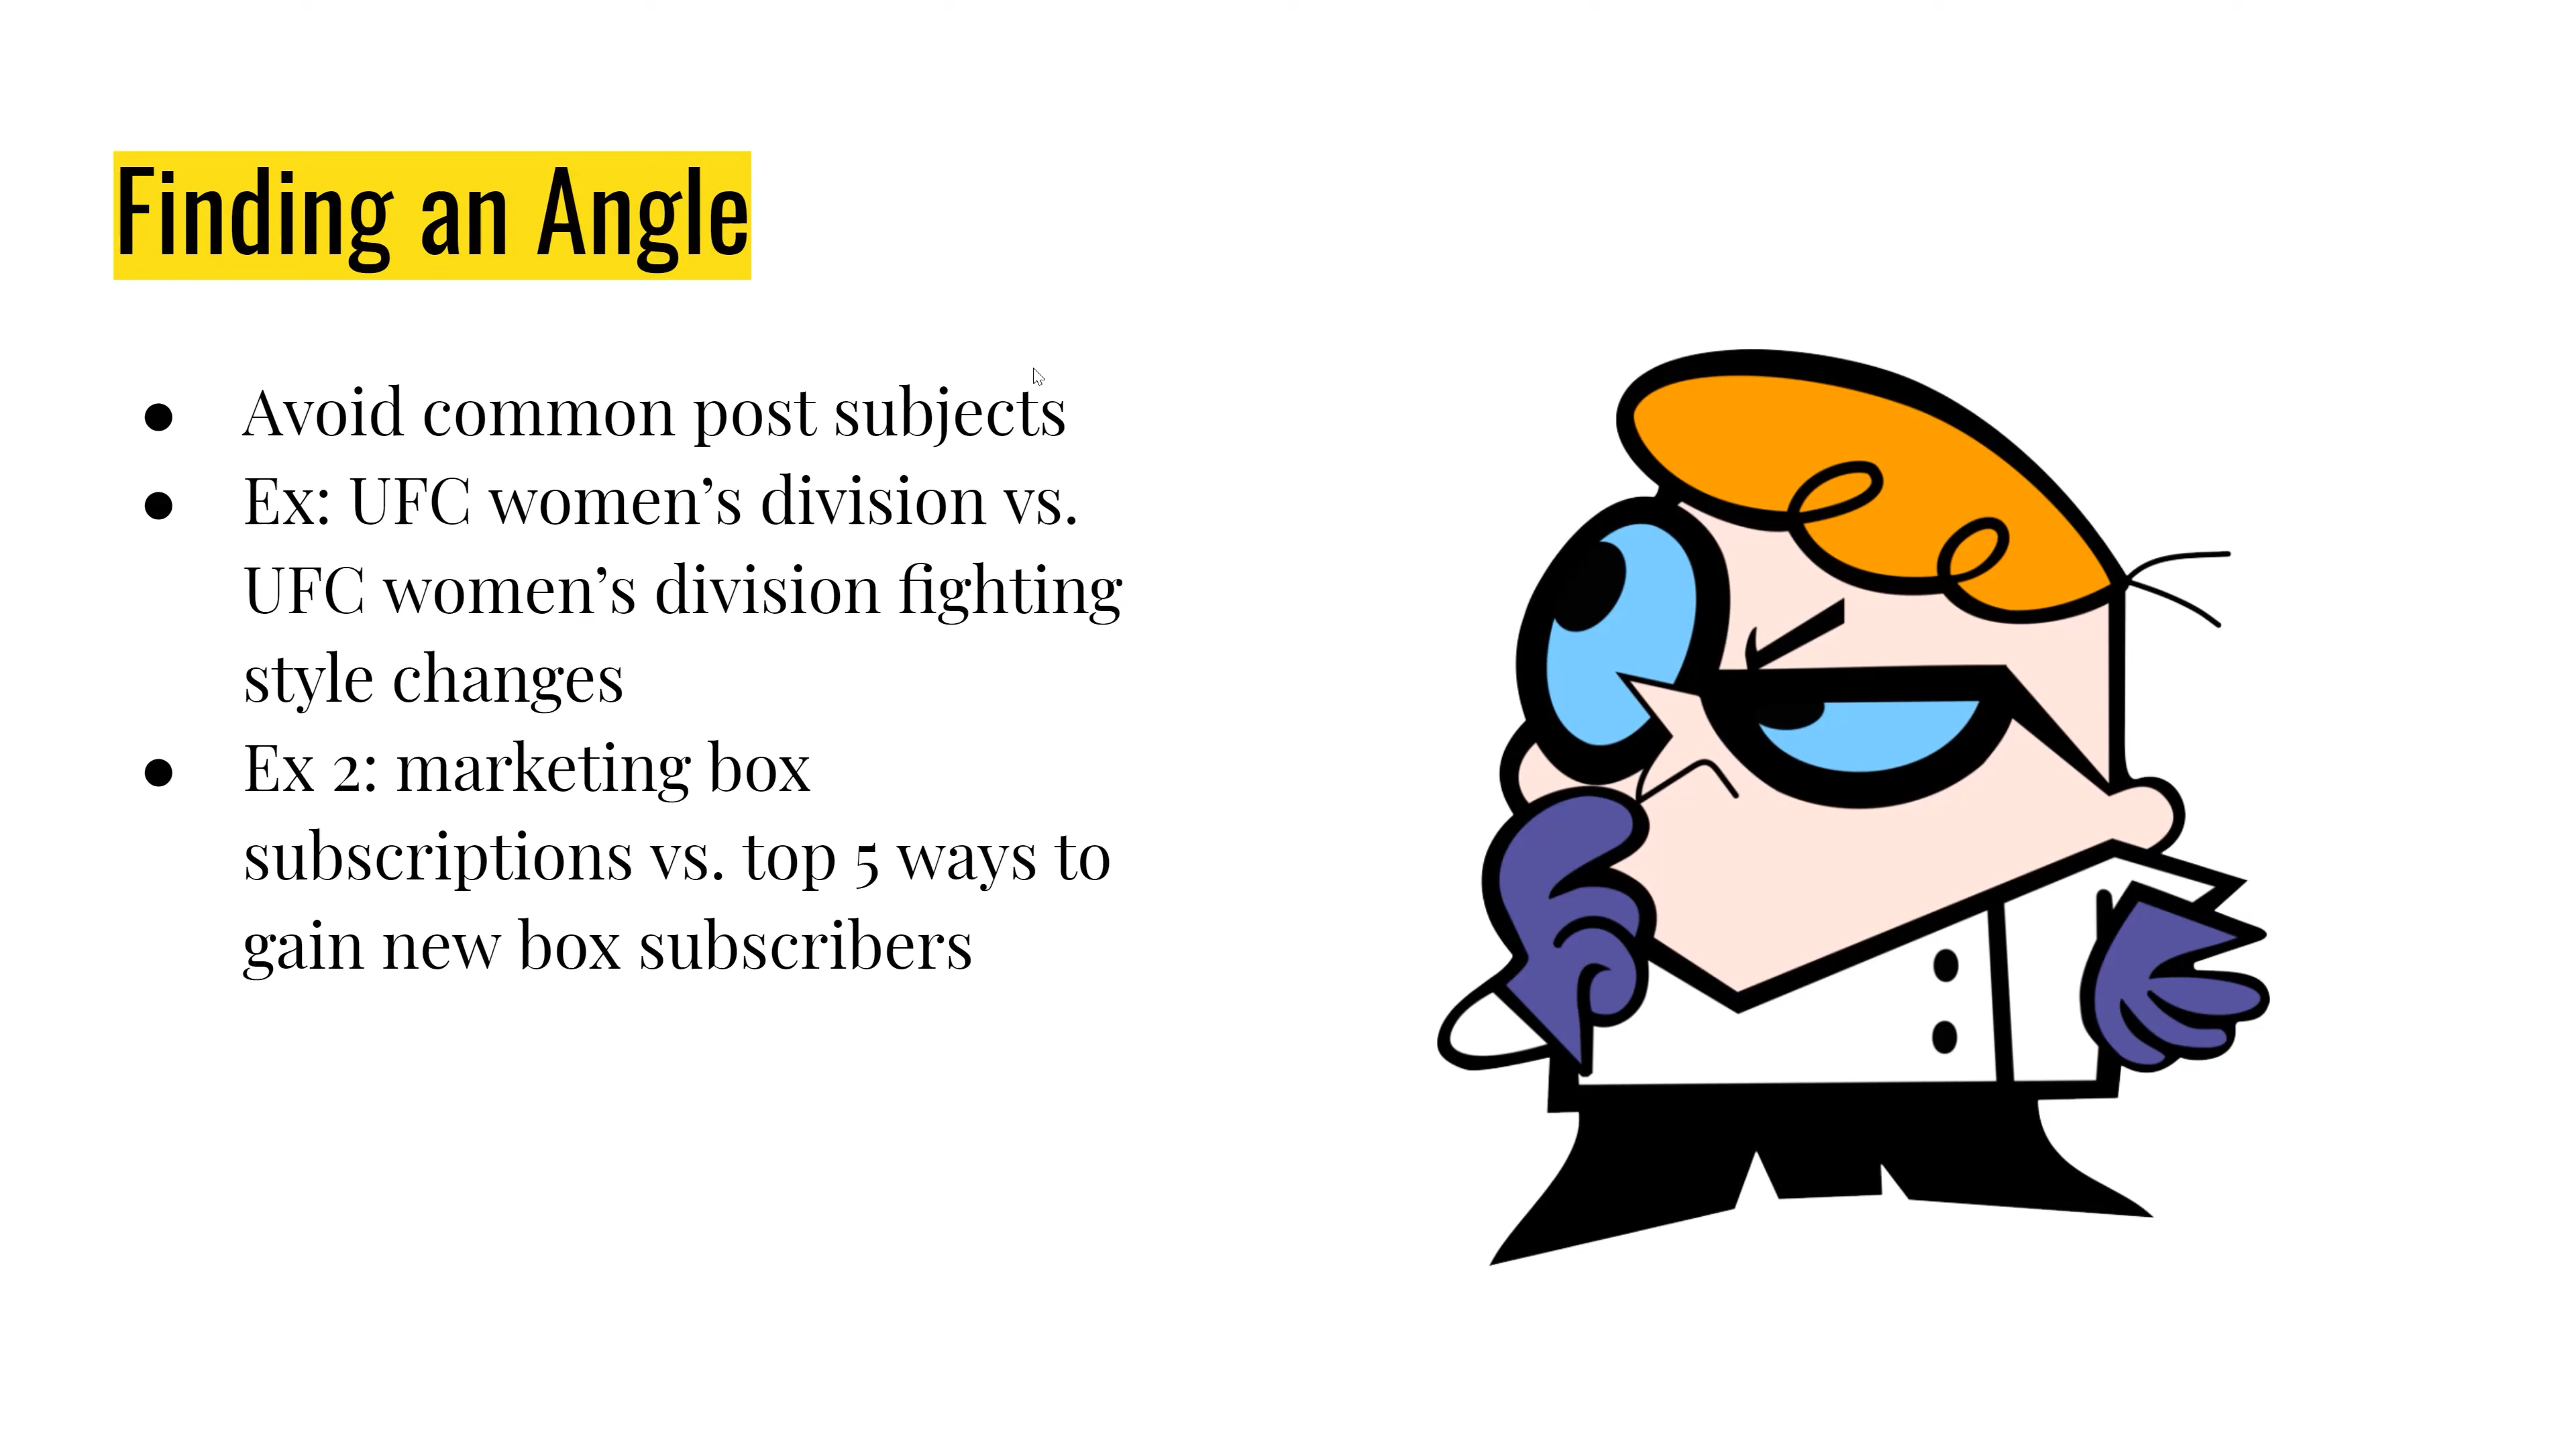 Finding an Angle
● Avoid common post subjects
● Ex: UFC women’s division vs.
UFC women’s division fighting
style changes
● Ex 2: marketing box
subscriptions vs. top 5 ways to
gain new box subscribers